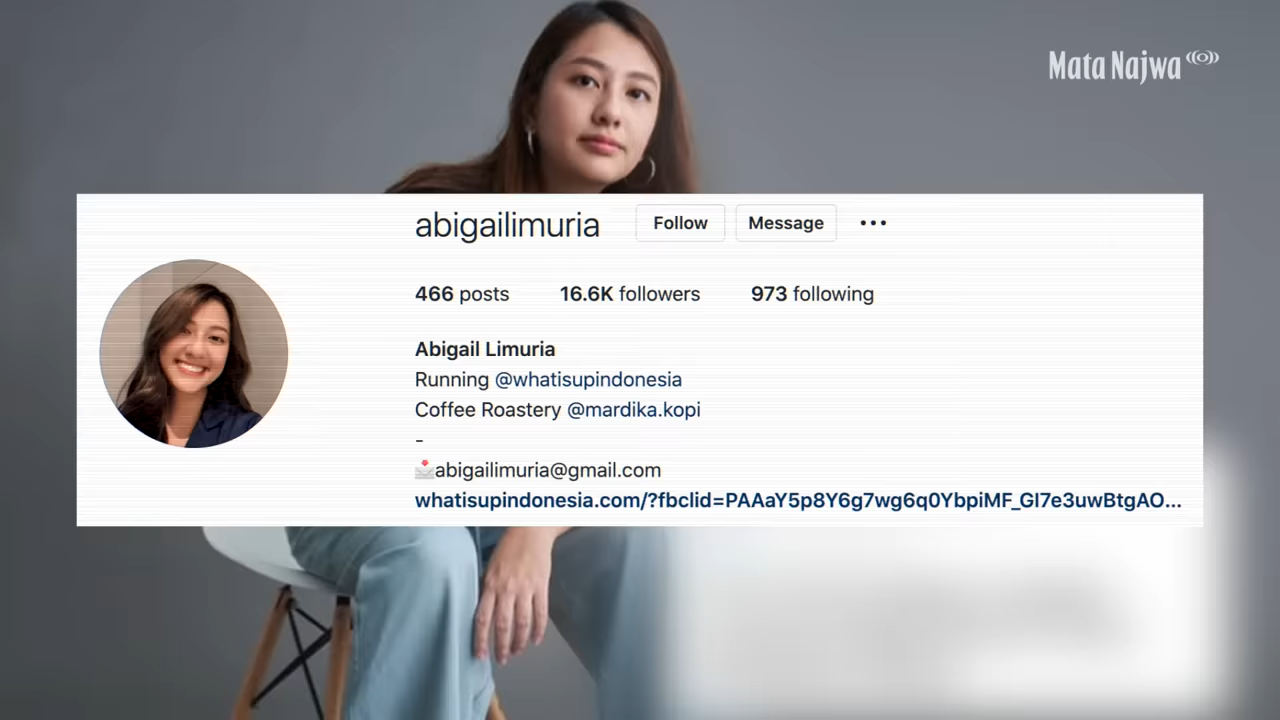 Mata Najwa
abigailimuria Follow Message
466 posts 16.6K followers 973 following
Abigail Limuria
Running @whatisupindonesia
Coffee Roastery @mardika.kopi
-
abigailimuria@gmail.com
whatisupindonesia.com/?fbclid=PAAaY5p8Y6g7wg6q0YbpiMF_Gl7e3uwBtgAO...